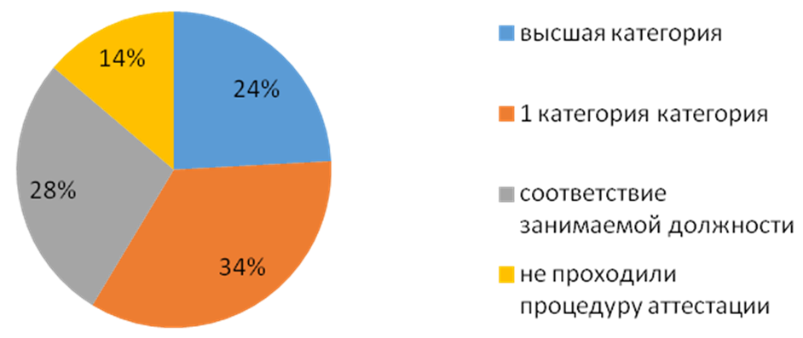 14%
24%
28%
34%
высшая категория
1 категория категория
соответствие
занимаемой должности
не проходили
процедуру аттестации